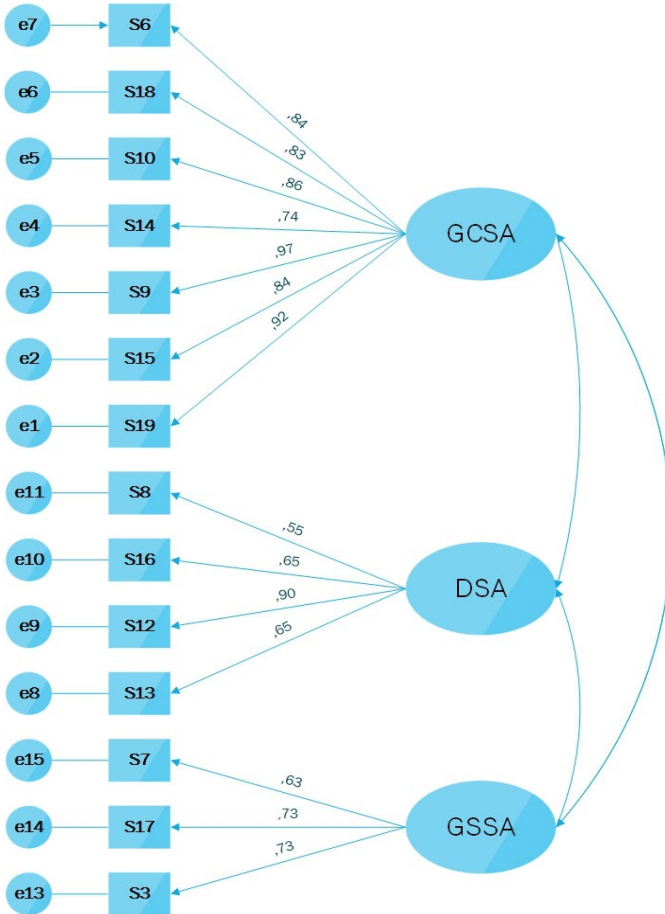 e7 S6
,84
e6 S18
,83
e5 S10
,86
e4 S14
,74
GCSA
e3 S9
,97
e2 S15
,84
e1 S19
,92
e11 S8
,55
e10 S16
,65
DSA
e9 S12
,90
e8 S13
,65
e15 S7
,63
e14 S17
,73
GSSA
e13 S3
,73